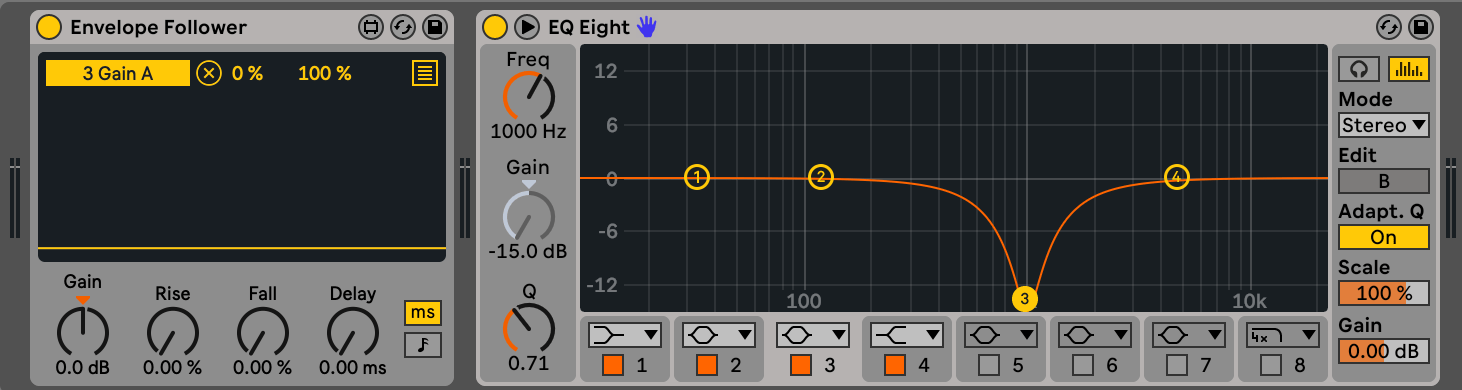 Envelope Follower
3 Gain A 0 % 100 %
Gain Rise Fall Delay
0.0 dB 0.00 % 0.00 % 0.00 ms
ms
EQ Eight
Freq
1000 Hz
Gain
-15.0 dB
Q
0.71
12
6
0
-6
-12
1 2 4
3
100 10k
1 2 3 4 5 6 7 8
4x
Mode
Stereo
Edit
B
Adapt. Q
On
Scale
100 %
Gain
0.00 dB